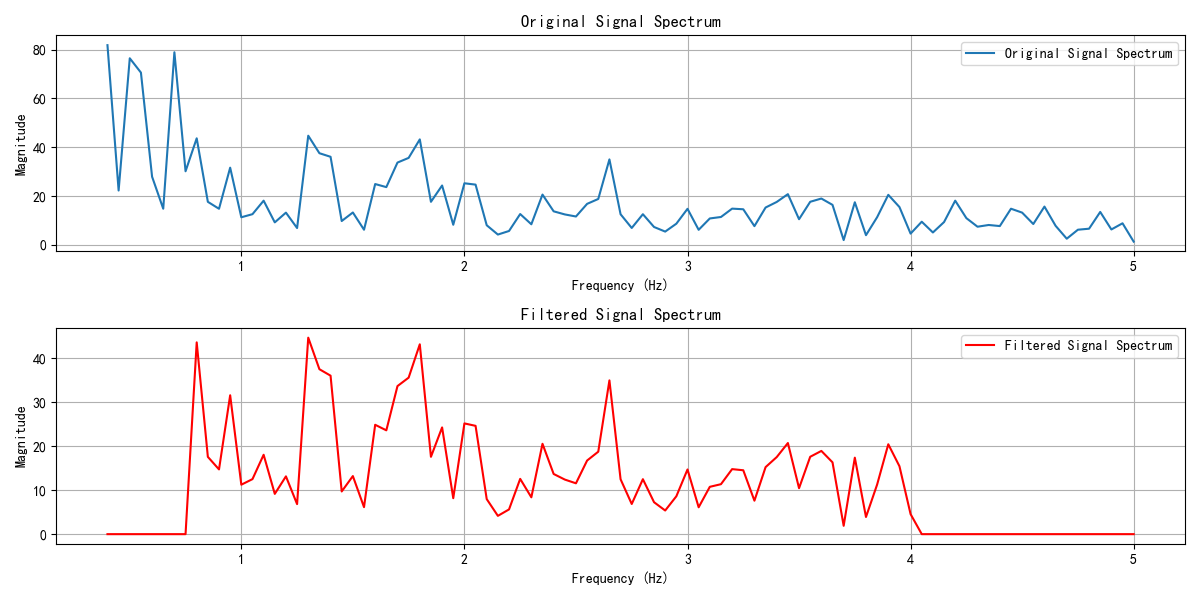 Original Signal Spectrum
Original Signal Spectrum
Magnitude
80
60
40
20
0
1 2 3 4 5
Frequency (Hz)
Filtered Signal Spectrum
Filtered Signal Spectrum
Magnitude
40
30
20
10
0
1 2 3 4 5
Frequency (Hz)